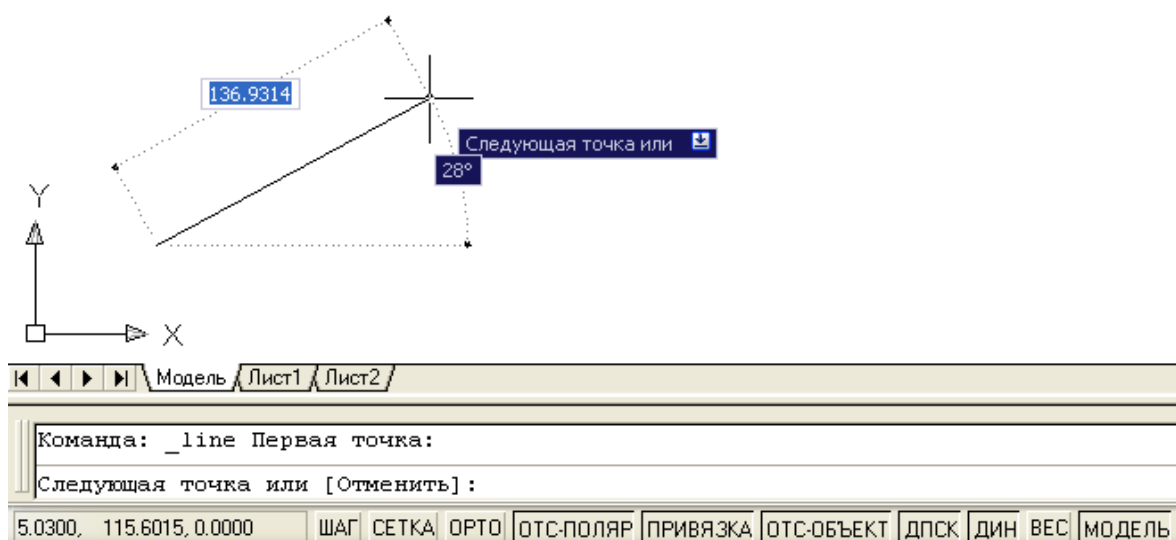 136.9314
Следующая точка или
28°
Y
X
Модель Лист1 Лист2
Команда: _line Первая точка:
Следующая точка или [Отменить]:
5.0300, 115.6015, 0.0000 ШАГ СЕТКА ОРТО ОТС-ПОЛЯР ПРИВЯЗКА ОТС-ОБЪЕКТ ДПСК ДИН ВЕС МОДЕЛЬ